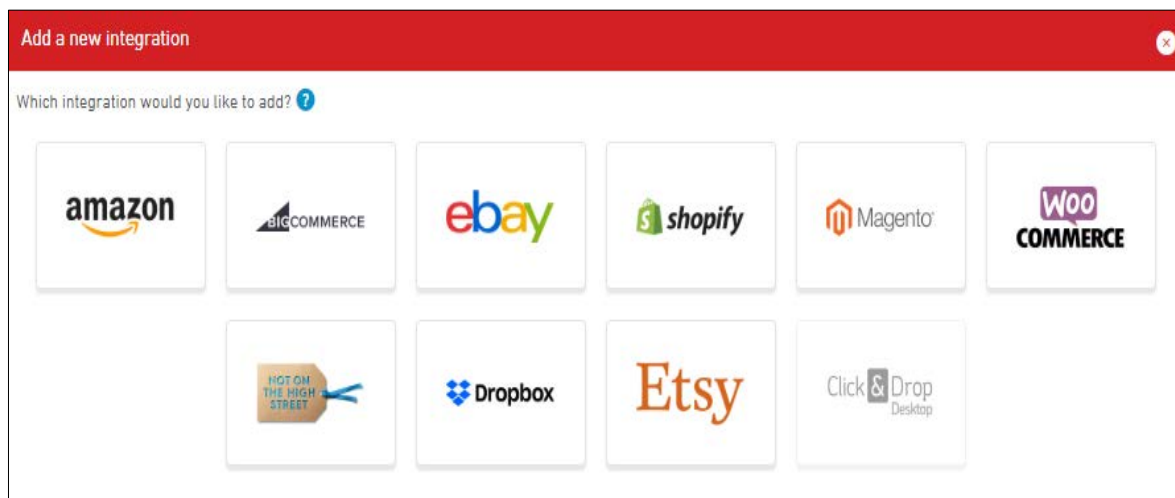 Add a new integration
x
Which integration would you like to add? ?
amazon
BIGCOMMERCE
ebay
S shopify
Magento
WOO
COMMERCE
NOT ON
THE HIGH
STREET
Dropbox
Etsy
Click & Drop
Desktop